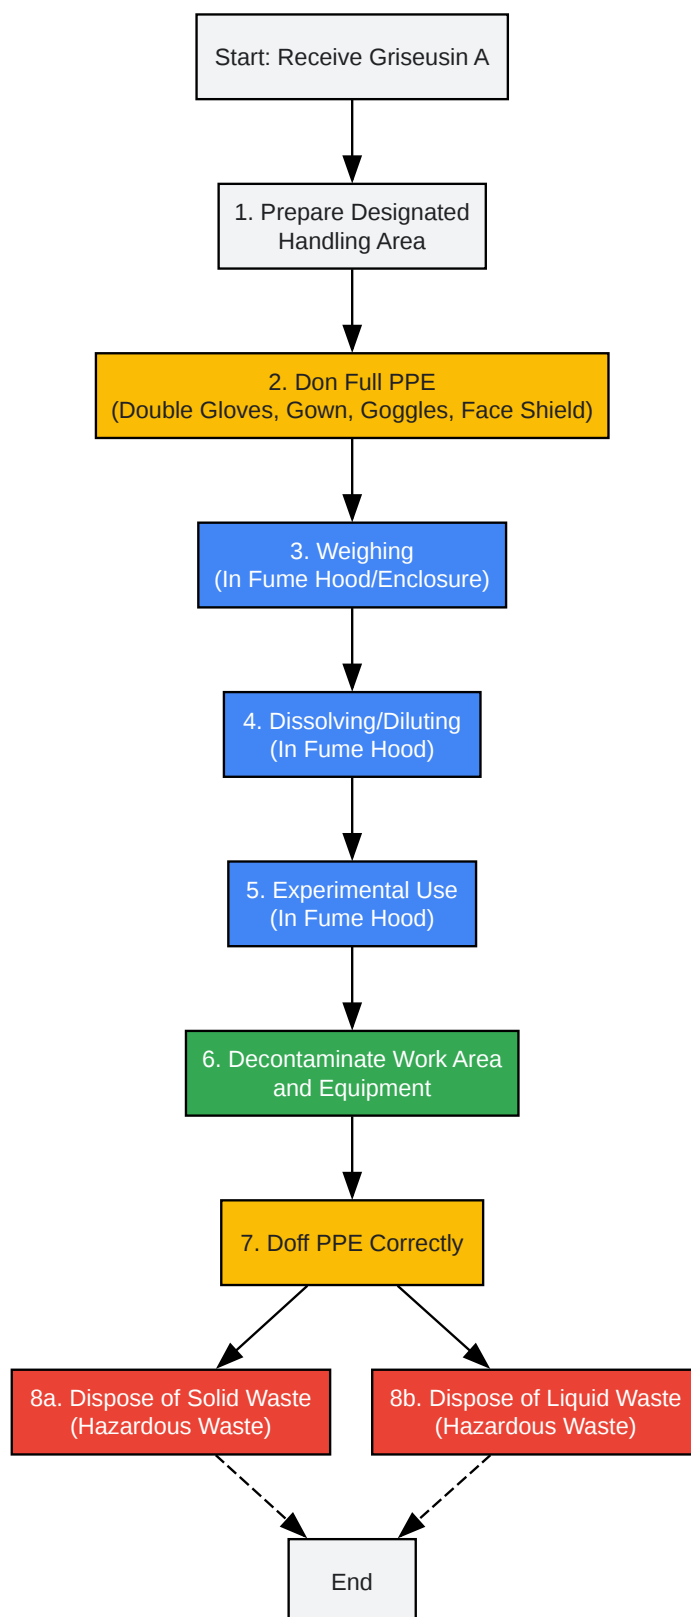 Start: Receive Griseusin A
1. Prepare Designated
Handling Area
2. Don Full PPE
(Double Gloves, Gown, Goggles, Face Shield)
3. Weighing
(In Fume Hood/Enclosure)
4. Dissolving/Diluting
(In Fume Hood)
5. Experimental Use
(In Fume Hood)
6. Decontaminate Work Area
and Equipment
7. Doff PPE Correctly
8a. Dispose of Solid Waste
(Hazardous Waste)
8b. Dispose of Liquid Waste
(Hazardous Waste)
End